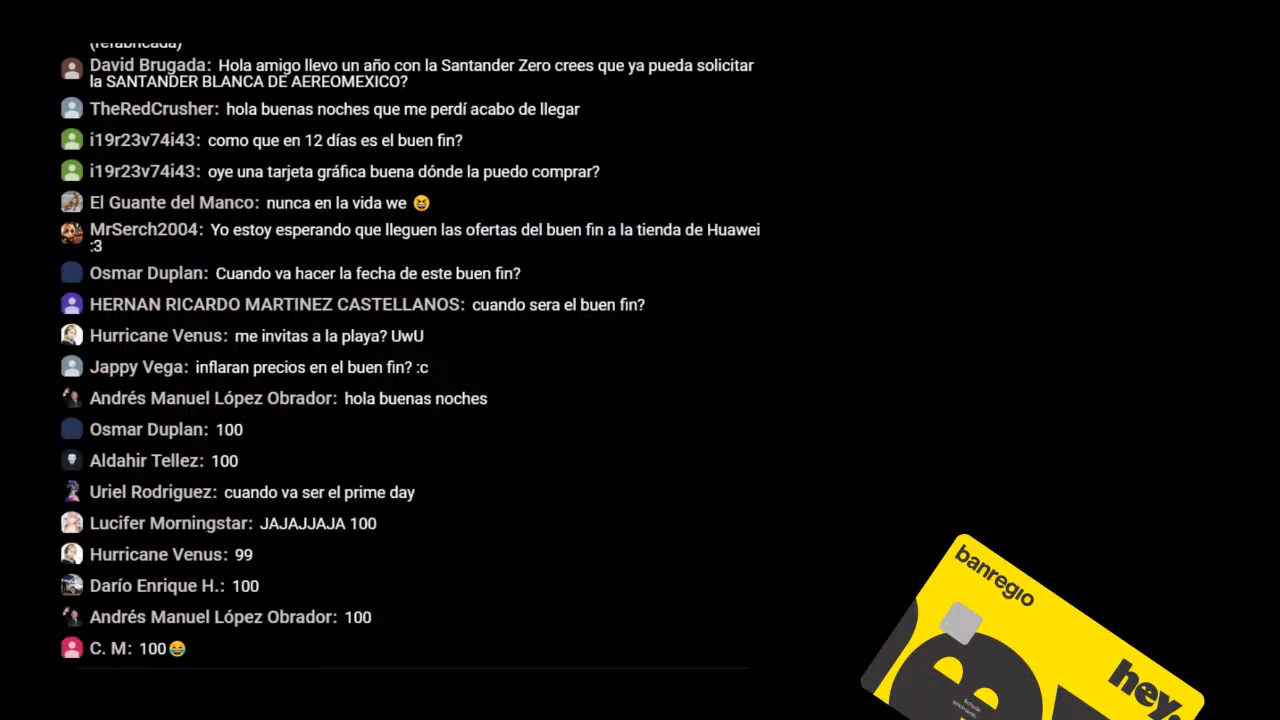 (refabricada)
David Brugada: Hola amigo llevo un año con la Santander Zero crees que ya pueda solicitar
la SANTANDER BLANCA DE AEREOMEXICO?
TheRedCrusher: hola buenas noches que me perdí acabo de llegar
i19r23v74i43: como que en 12 días es el buen fin?
i19r23v74i43: oye una tarjeta gráfica buena dónde la puedo comprar?
El Guante del Manco: nunca en la vida we 😆
MrSerch2004: Yo estoy esperando que lleguen las ofertas del buen fin a la tienda de Huawei
:3
Osmar Duplan: Cuando va hacer la fecha de este buen fin?
HERNAN RICARDO MARTINEZ CASTELLANOS: cuando sera el buen fin?
Hurricane Venus: me invitas a la playa? UwU
Jappy Vega: inflaran precios en el buen fin? :c
Andrés Manuel López Obrador: hola buenas noches
Osmar Duplan: 100
Aldahir Tellez: 100
Uriel Rodriguez: cuando va ser el prime day
Lucifer Morningstar: JAJAJJAJA 100
Hurricane Venus: 99
Darío Enrique H.: 100
Andrés Manuel López Obrador: 100
C. M: 100😂
banregio
hey,